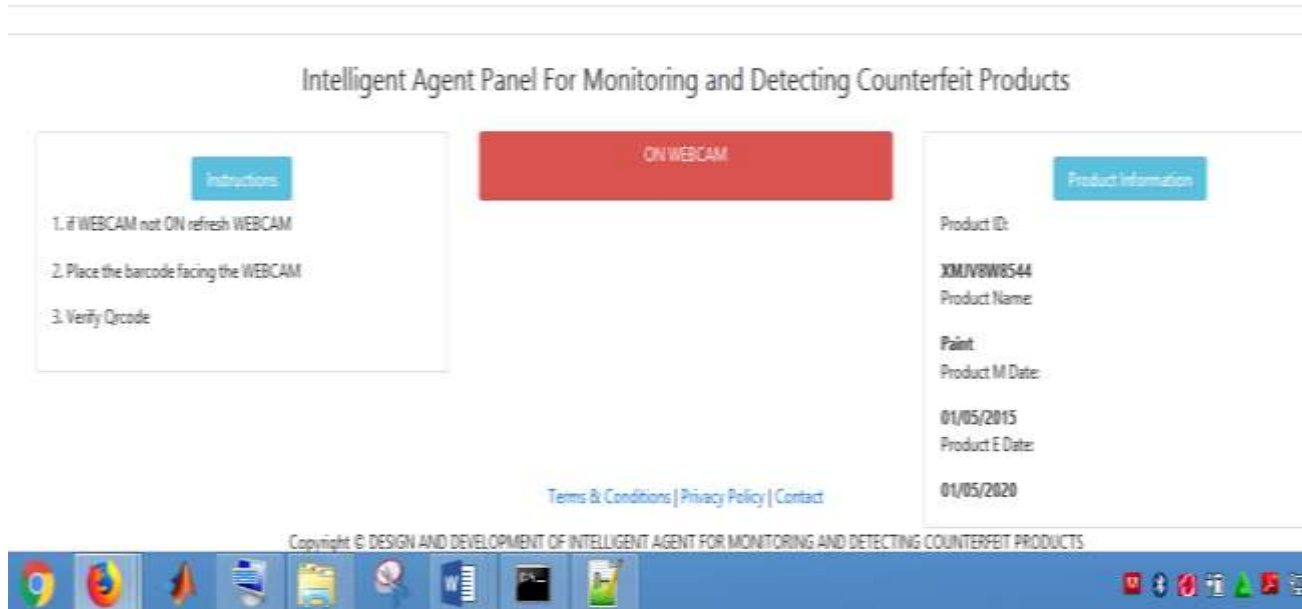 Intelligent Agent Panel For Monitoring and Detecting Counterfeit Products
Instructions
1. if WEBCAM not ON refresh WEBCAM
2. Place the barcode facing the WEBCAM
3. Verify Qrcode
ON WEBCAM
Product Information
Product ID:
XMJV8W8544
Product Name:
Paint
Product M Date:
01/05/2015
Product E Date:
01/05/2020
Terms & Conditions | Privacy Policy | Contact
Copyright © DESIGN AND DEVELOPMENT OF INTELLIGENT AGENT FOR MONITORING AND DETECTING COUNTERFEIT PRODUCTS